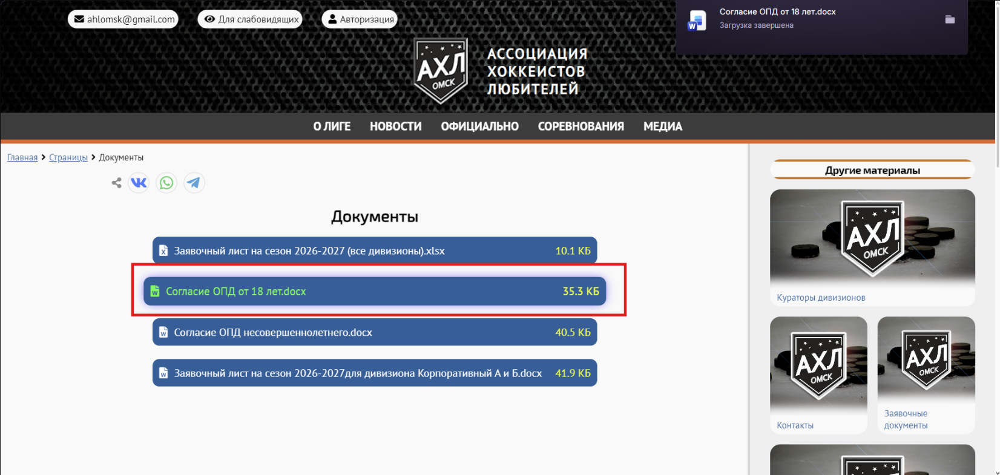 ahlomsk@gmail.com
Для слабовидящих
Авторизация
Согласие ОПД от 18 лет.docx
Загрузка завершена
АХЛ
ОМСК
АССОЦИАЦИЯ
ХОККЕИСТОВ
ЛЮБИТЕЛЕЙ
О ЛИГЕ НОВОСТИ ОФИЦИАЛЬНО СОРЕВНОВАНИЯ МЕДИА
Главная > Страницы > Документы
Документы
Заявочный лист на сезон 2026-2027 (все дивизионы).xlsx 10.1 КБ
Согласие ОПД от 18 лет.docx 35.3 КБ
Согласие ОПД несовершеннолетнего.docx 40.5 КБ
Заявочный лист на сезон 2026-2027для дивизиона Корпоративный А и Б.docx 41.9 КБ
Другие материалы
АХЛ
ОМСК
Кураторы дивизионов
АХЛ
ОМСК
Контакты
АХЛ
ОМСК
Заявочные
документы